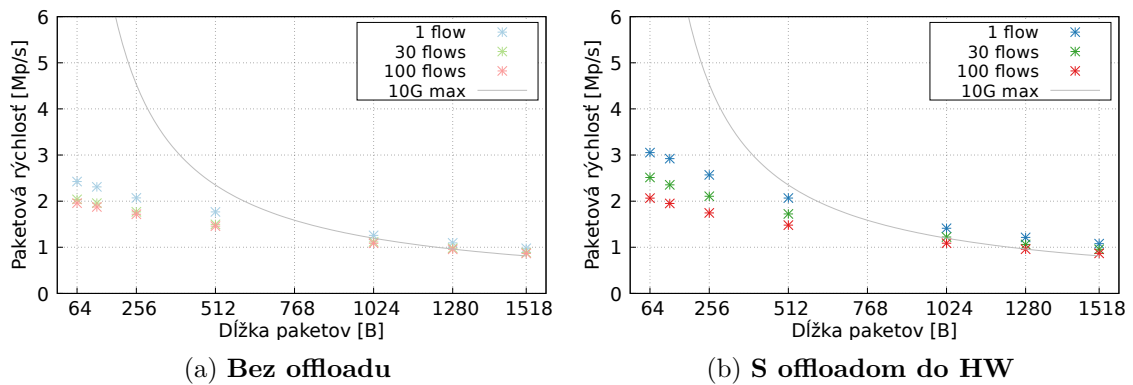 6
5
4
3
2
1
0
Paketová rýchlosť [Mp/s]
1 flow
30 flows
100 flows
10G max
64 256 512 768 1024 1280 1518
Dĺžka paketov [B]
(a) Bez offloadu
6
5
4
3
2
1
0
Paketová rýchlosť [Mp/s]
1 flow
30 flows
100 flows
10G max
64 256 512 768 1024 1280 1518
Dĺžka paketov [B]
(b) S offloadom do HW